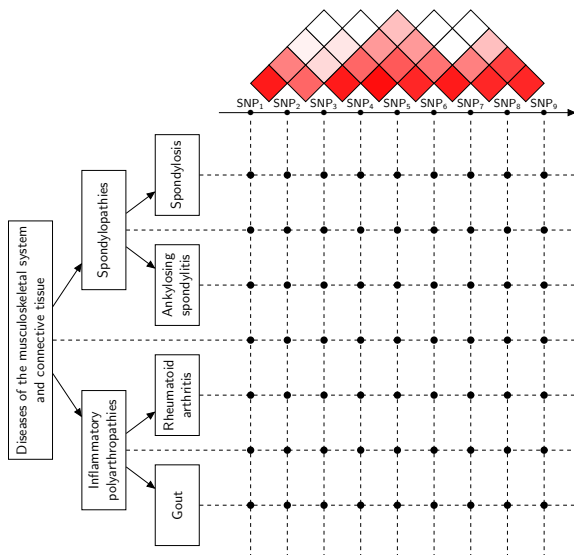 SNP₁ SNP₂ SNP₃ SNP₄ SNP₅ SNP₆ SNP₇ SNP₈ SNP₉
Diseases of the musculoskeletal system
and connective tissue
Spondylopathies
Inflammatory
polyarthropathies
Spondylosis
Ankylosing
spondylitis
Rheumatoid
arthritis
Gout